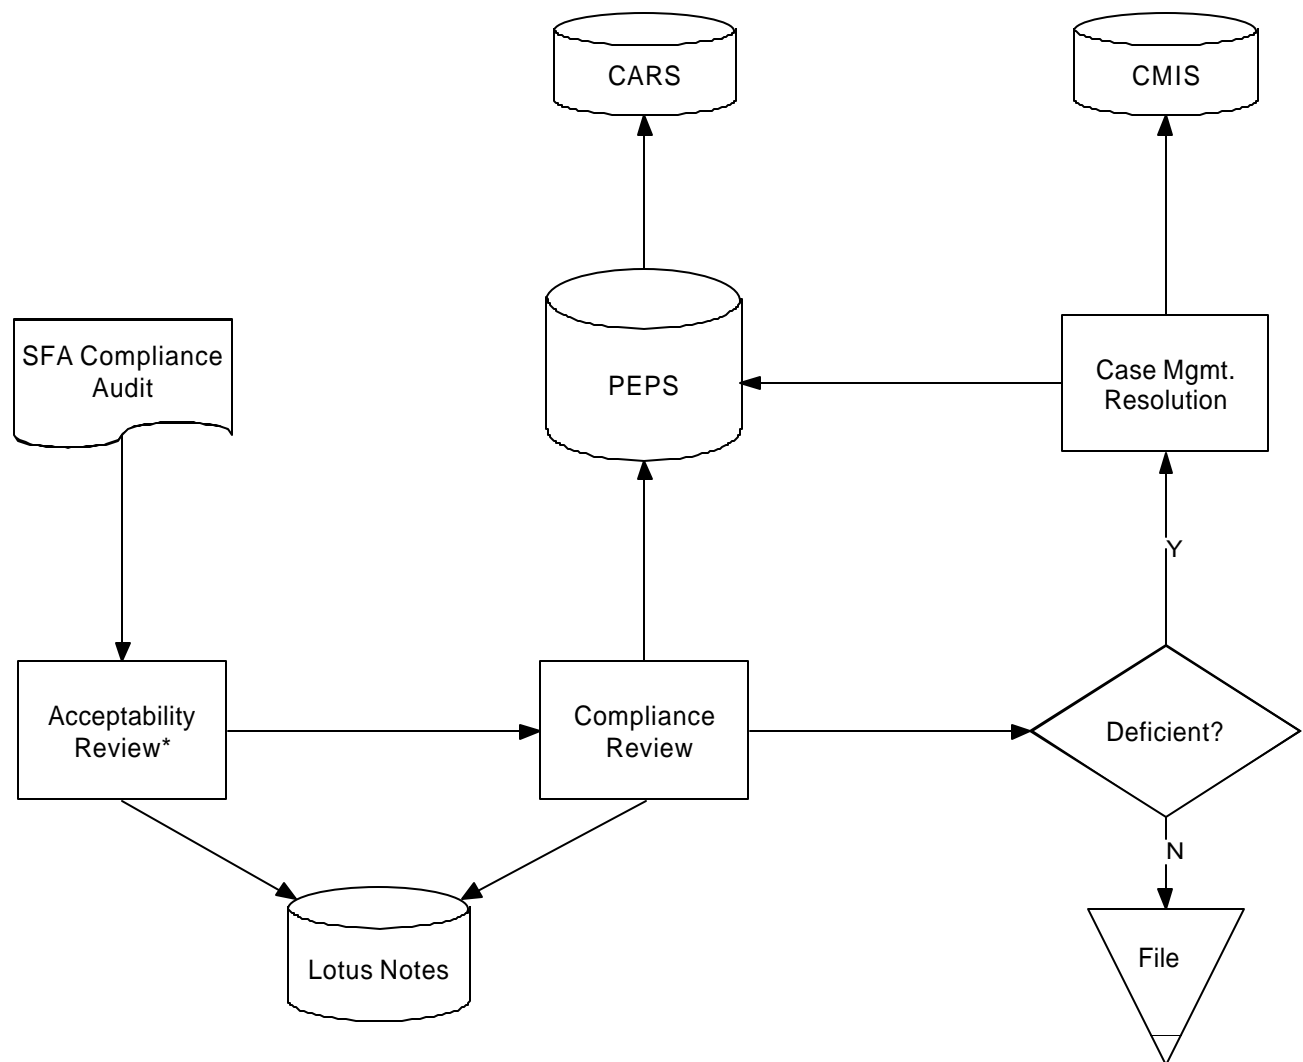 CARS
CMIS
SFA Compliance
Audit
PEPS
Case Mgmt.
Resolution
Y
Acceptability
Review*
Compliance
Review
Deficient?
N
File
Lotus Notes